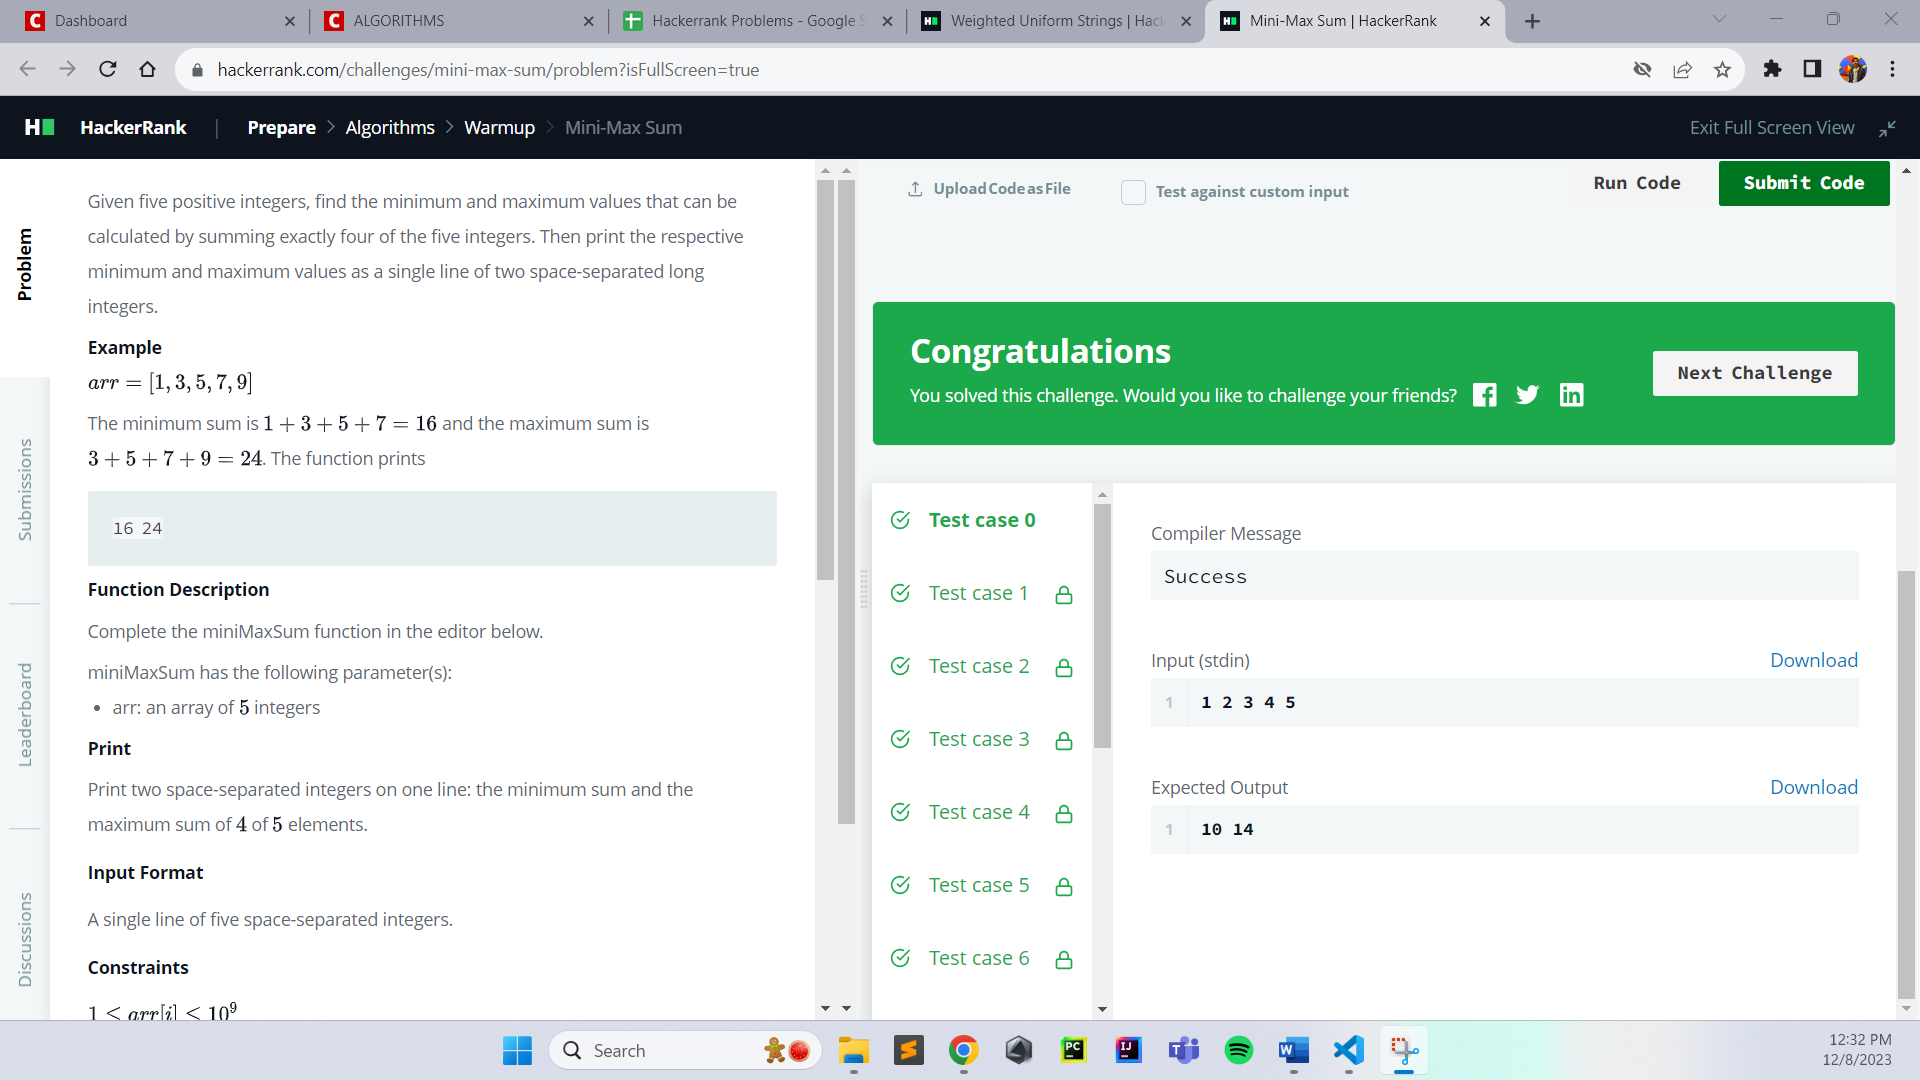 Dashboard
ALGORITHMS
Hackerrank Problems - Google S
Weighted Uniform Strings | Hack
Mini-Max Sum | HackerRank
hackerrank.com/challenges/mini-max-sum/problem?isFullScreen=true
HackerRank | Prepare > Algorithms > Warmup > Mini-Max Sum
Exit Full Screen View
Problem
Submissions
Leaderboard
Discussions
Given five positive integers, find the minimum and maximum values that can be
calculated by summing exactly four of the five integers. Then print the respective
minimum and maximum values as a single line of two space-separated long
integers.
Example
arr = [1, 3, 5, 7, 9]
The minimum sum is 1 + 3 + 5 + 7 = 16 and the maximum sum is
3 + 5 + 7 + 9 = 24. The function prints
16 24
Function Description
Complete the miniMaxSum function in the editor below.
miniMaxSum has the following parameter(s):
• arr: an array of 5 integers
Print
Print two space-separated integers on one line: the minimum sum and the
maximum sum of 4 of 5 elements.
Input Format
A single line of five space-separated integers.
Constraints
1 ≤ arr[i] ≤ 10⁹
Upload Code as File
Test against custom input
Run Code
Submit Code
Congratulations
You solved this challenge. Would you like to challenge your friends?
Next Challenge
Test case 0
Test case 1
Test case 2
Test case 3
Test case 4
Test case 5
Test case 6
Compiler Message
Success
Input (stdin)
Download
1 1 2 3 4 5
Expected Output
Download
1 10 14
Search
12:32 PM
12/8/2023